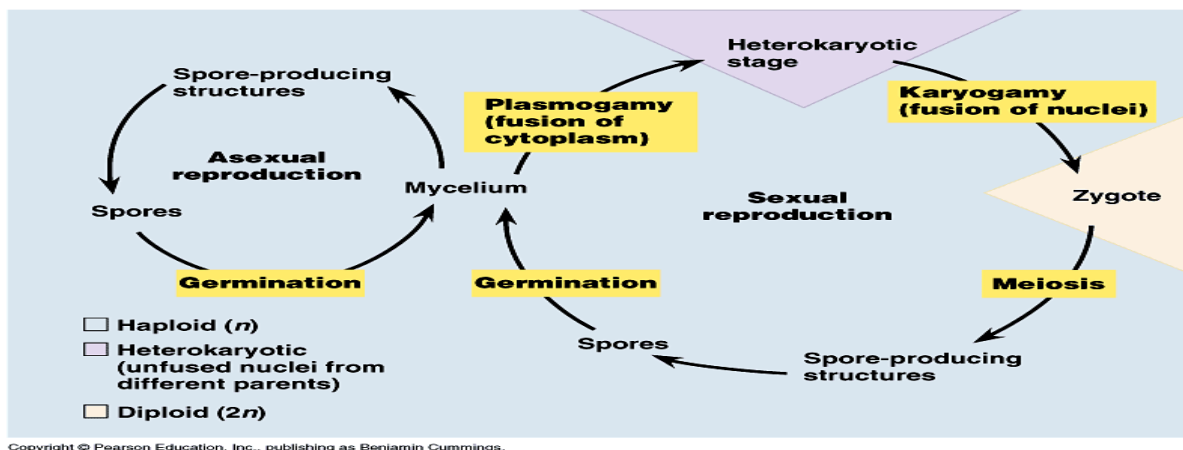 Heterokaryotic
stage
Spore-producing
structures
Plasmogamy
(fusion of
cytoplasm)
Karyogamy
(fusion of nuclei)
Asexual
reproduction
Mycelium
Sexual
reproduction
Zygote
Spores
Germination
Germination
Meiosis
Spores
Spore-producing
structures
Haploid (n)
Heterokaryotic
(unfused nuclei from
different parents)
Diploid (2n)
Copyright © Pearson Education, Inc., publishing as Benjamin Cummings.